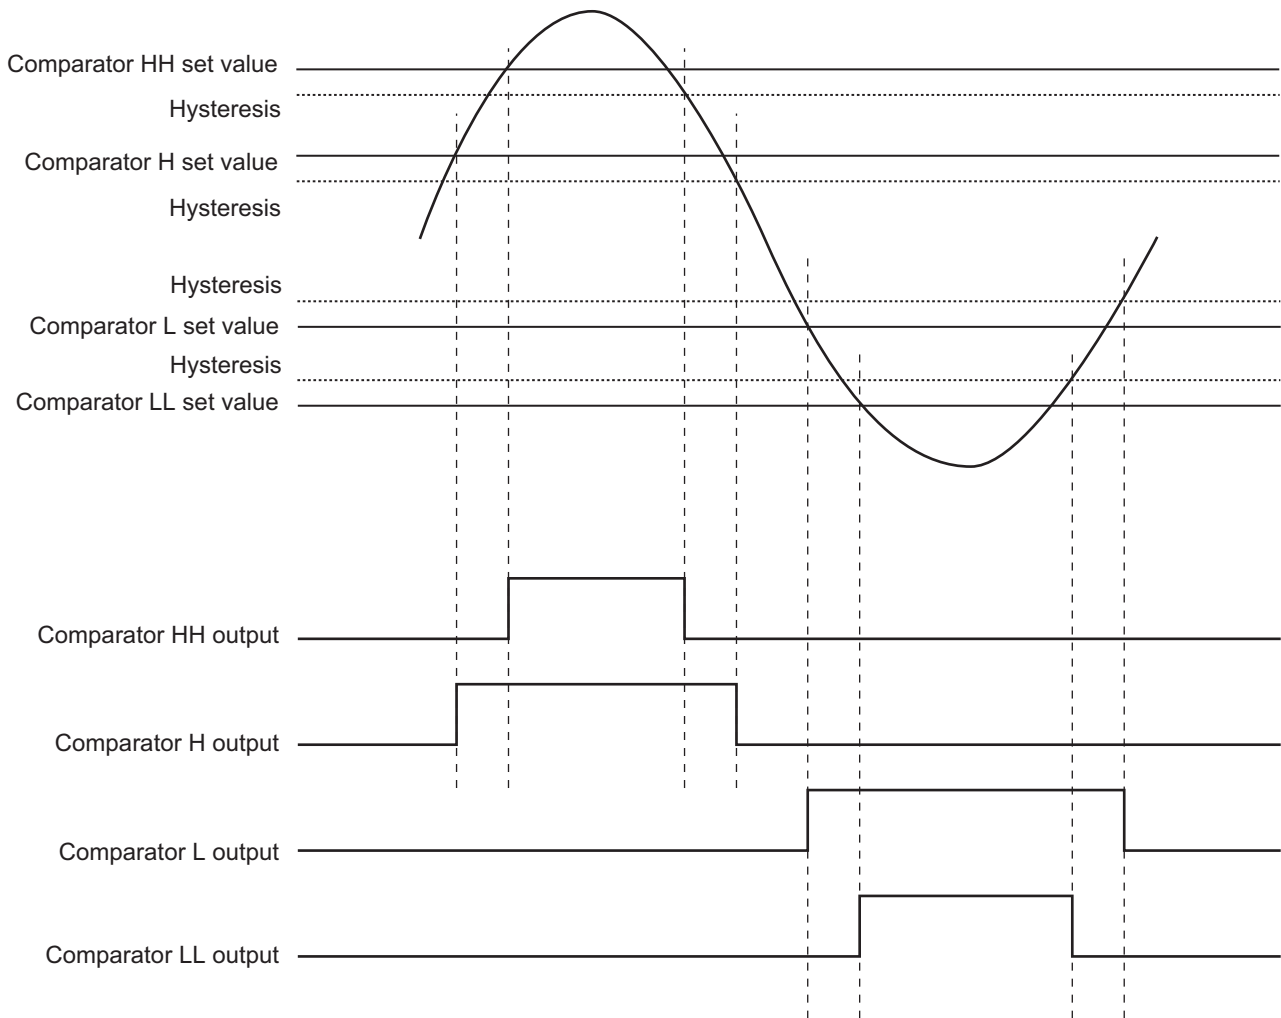 Comparator HH set value
Hysteresis
Comparator H set value
Hysteresis
Hysteresis
Comparator L set value
Hysteresis
Comparator LL set value
Comparator HH output
Comparator H output
Comparator L output
Comparator LL output